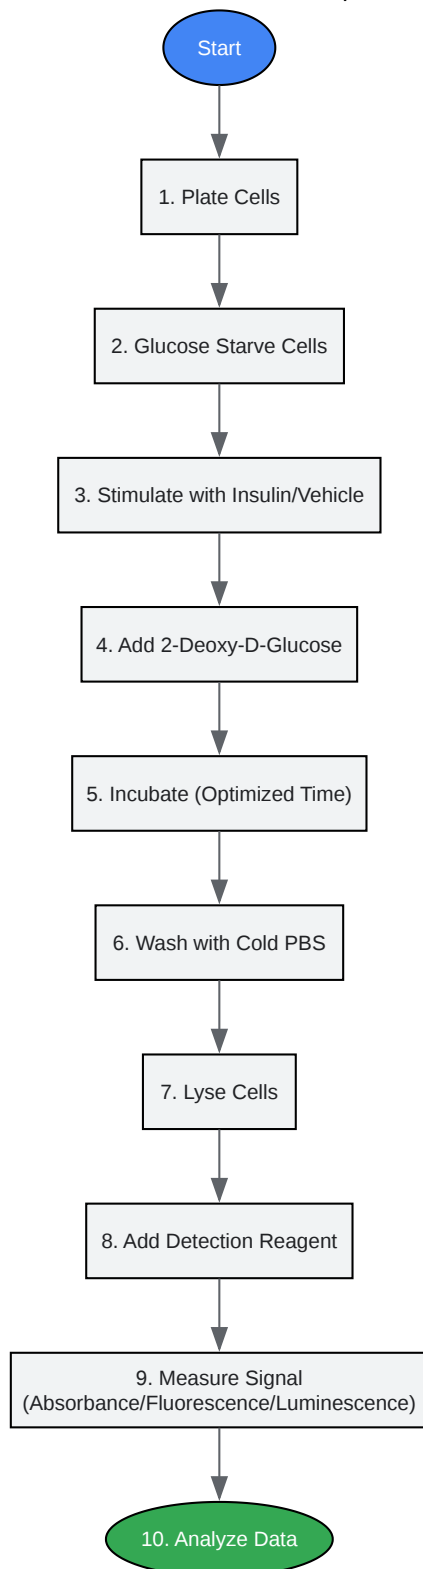 Start
1. Plate Cells
2. Glucose Starve Cells
3. Stimulate with Insulin/Vehicle
4. Add 2-Deoxy-D-Glucose
5. Incubate (Optimized Time)
6. Wash with Cold PBS
7. Lyse Cells
8. Add Detection Reagent
9. Measure Signal
(Absorbance/Fluorescence/Luminescence)
10. Analyze Data